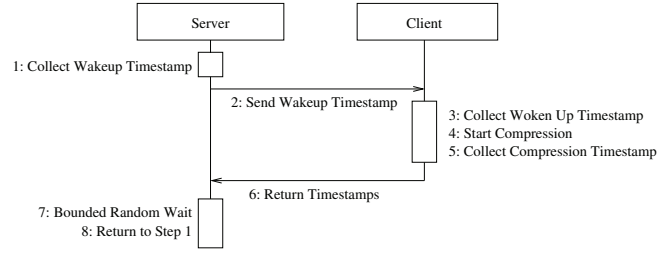 Server
Client
1: Collect Wakeup Timestamp
2: Send Wakeup Timestamp
3: Collect Woken Up Timestamp
4: Start Compression
5: Collect Compression Timestamp
6: Return Timestamps
7: Bounded Random Wait
8: Return to Step 1